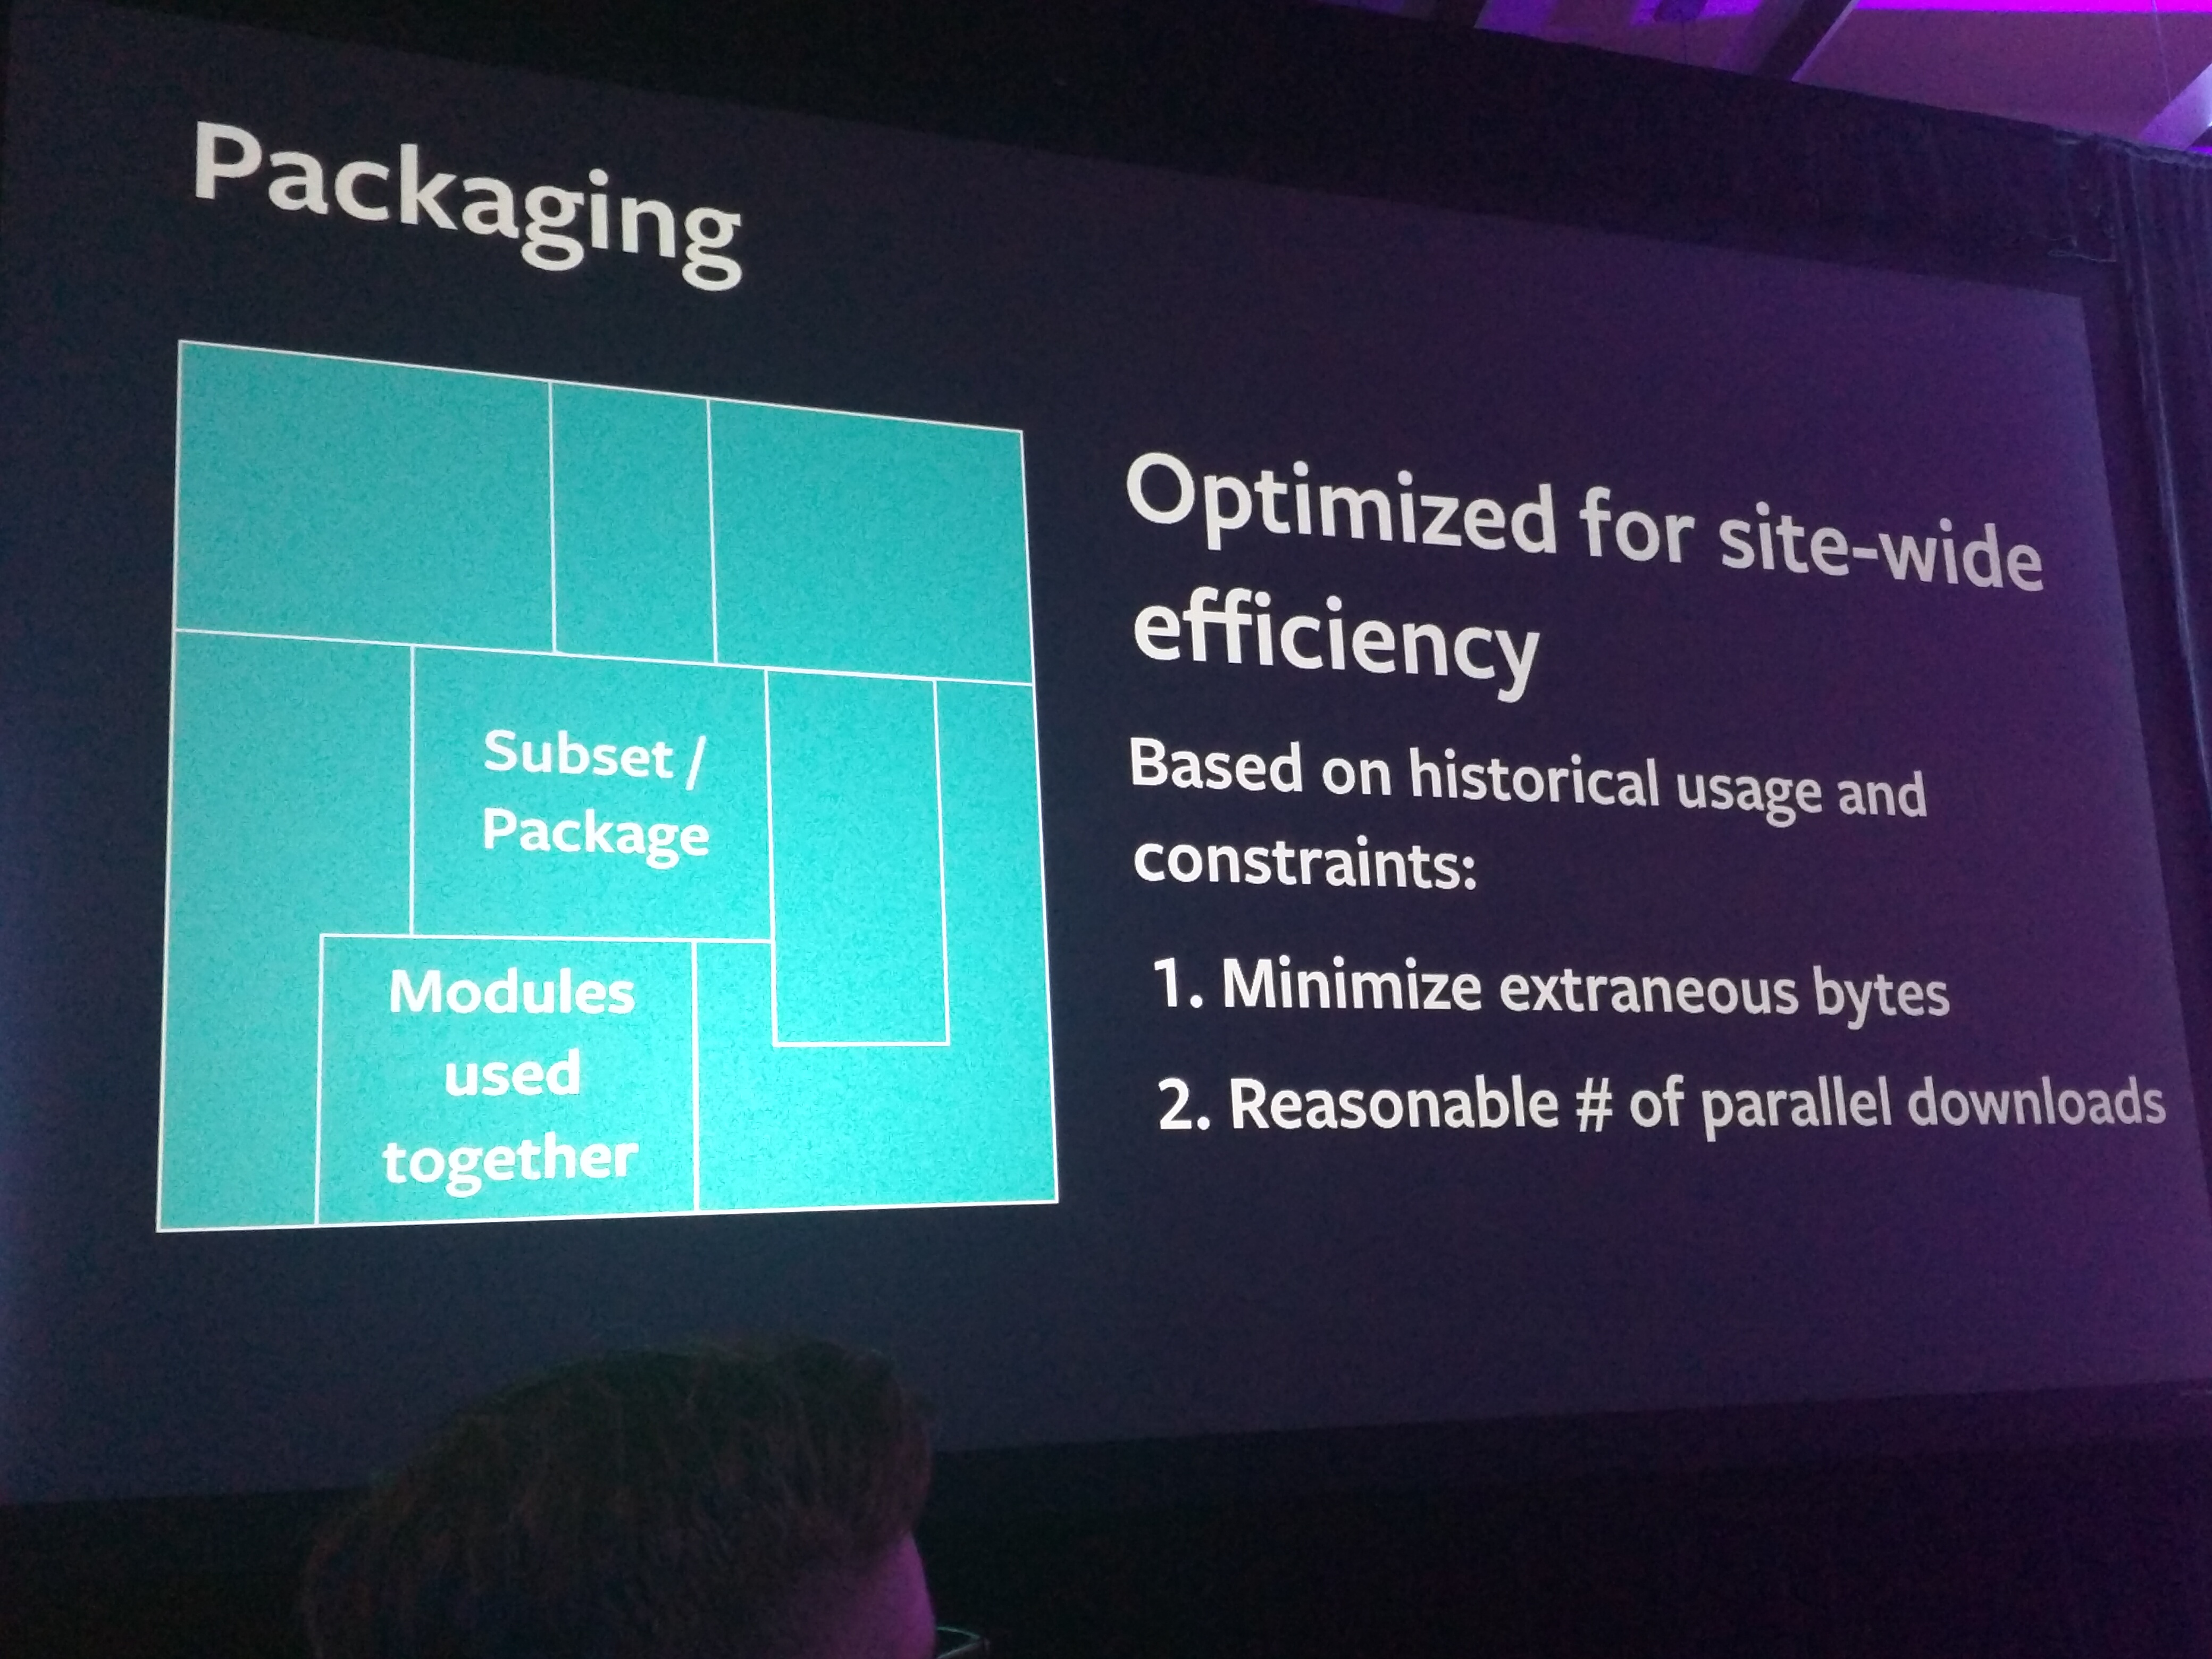 Packaging
Subset /
Package
Modules
used
together
Optimized for site-wide
efficiency
Based on historical usage and
constraints:
1. Minimize extraneous bytes
2. Reasonable # of parallel downloads